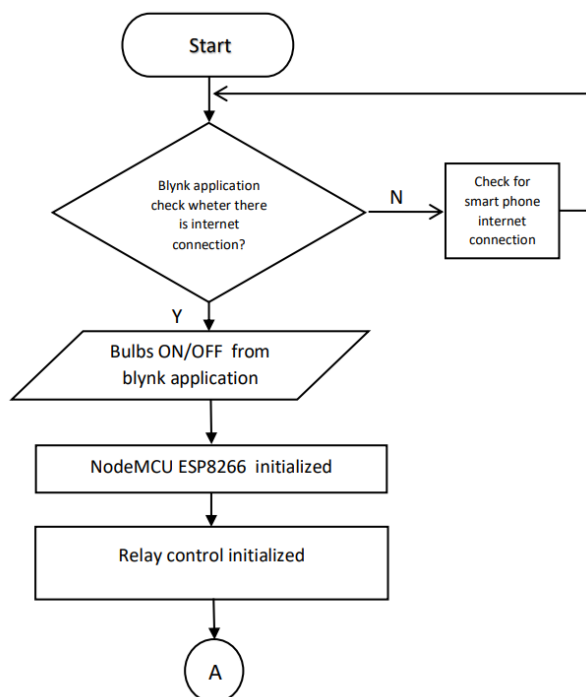 Start
Blynk application
check wheter there
is internet
connection?
N
Check for
smart phone
internet
connection
Y
Bulbs ON/OFF from
blynk application
NodeMCU ESP8266 initialized
Relay control initialized
A